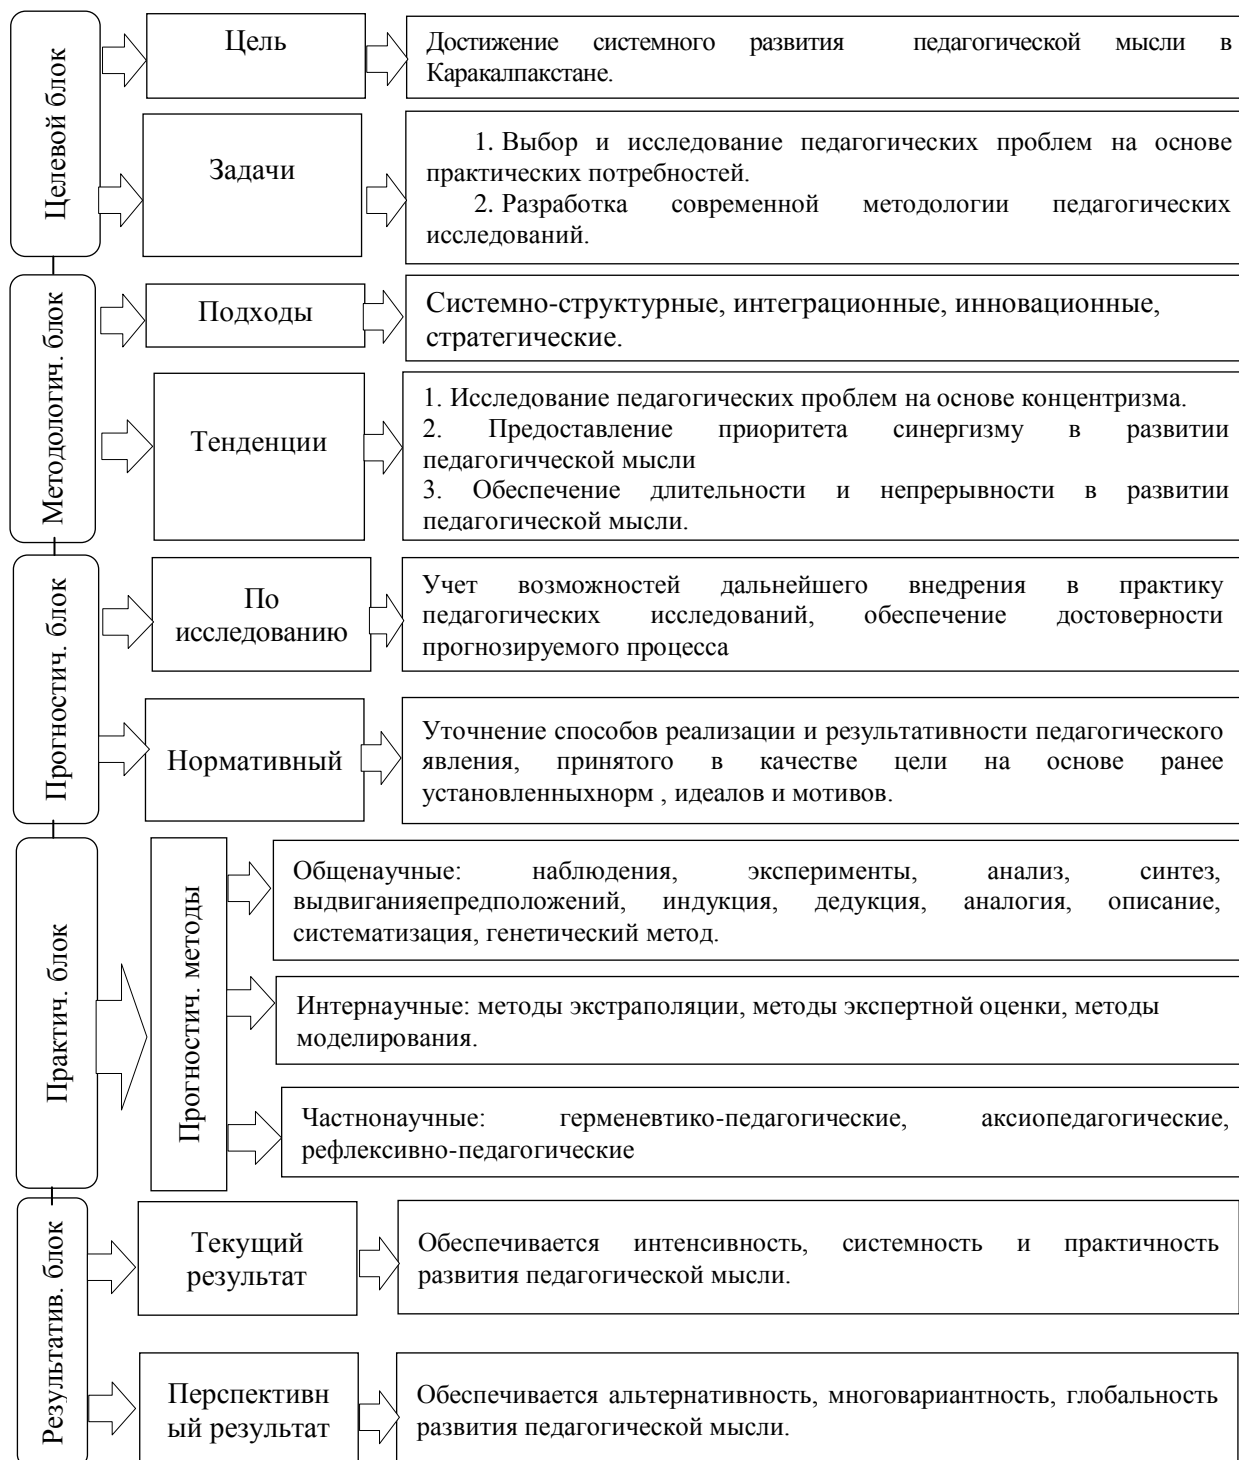 Целевой блок
Цель
Достижение системного развития педагогической мысли в
Каракалпакстане.
Задачи
1. Выбор и исследование педагогических проблем на основе
практических потребностей.
2. Разработка современной методологии педагогических
исследований.
Методологич. блок
Подходы
Системно-структурные, интеграционные, инновационные,
стратегические.
Тенденции
1. Исследование педагогических проблем на основе концентризма.
2. Предоставление приоритета синергизму в развитии
педагогичческой мысли
3. Обеспечение длительности и непрерывности в развитии
педагогической мысли.
Прогностич. блок
По
исследованию
Учет возможностей дальнейшего внедрения в практику
педагогических исследований, обеспечение достоверности
прогнозируемого процесса
Нормативный
Уточнение способов реализации и результативности педагогического
явления, принятого в качестве цели на основе ранее
установленныхнорм , идеалов и мотивов.
Практич. блок
Прогностич. методы
Общенаучные: наблюдения, эксперименты, анализ, синтез,
выдвиганияепредположений, индукция, дедукция, аналогия, описание,
систематизация, генетический метод.
Интернаучные: методы экстраполяции, методы экспертной оценки, методы
моделирования.
Частнонаучные: герменевтико-педагогические, аксиопедагогические,
рефлексивно-педагогические
Результатив. блок
Текущий
результат
Обеспечивается интенсивность, системность и практичность
развития педагогической мысли.
Перспективн
ый результат
Обеспечивается альтернативность, многовариантность, глобальность
развития педагогической мысли.